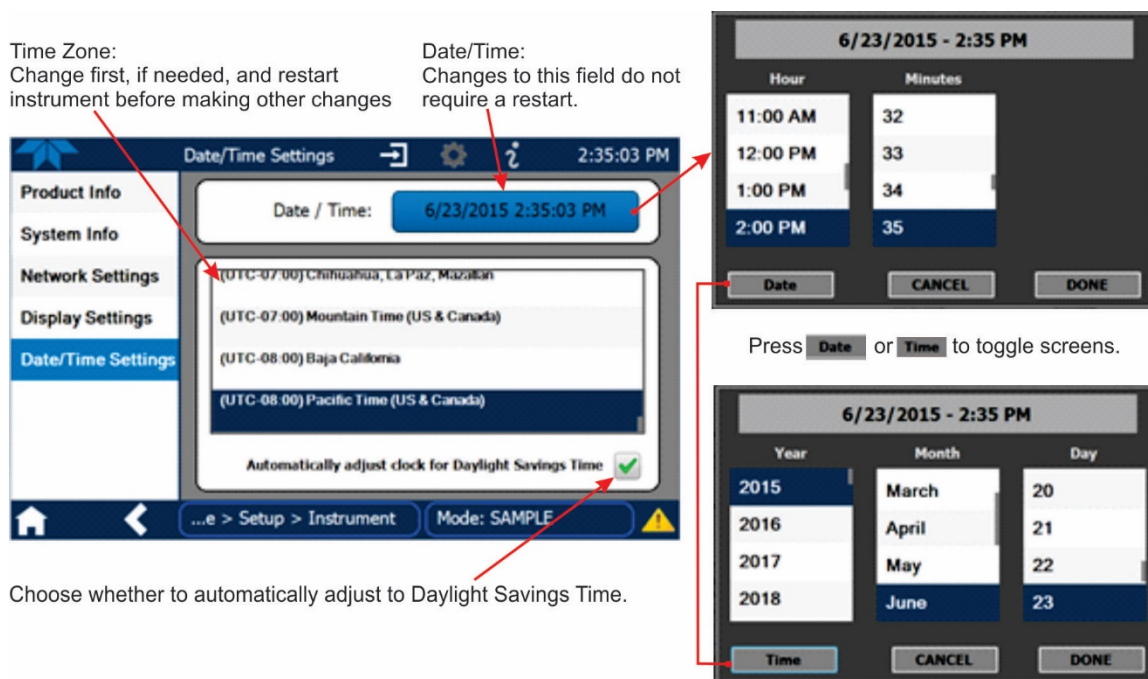 Time Zone:
Change first, if needed, and restart
instrument before making other changes
Date/Time:
Changes to this field do not
require a restart.
Date/Time Settings
2:35:03 PM
Product Info
System Info
Network Settings
Display Settings
Date/Time Settings
Date / Time:
6/23/2015 2:35:03 PM
(UTC-07:00) Chihuahua, La Paz, Mazatlan
(UTC-07:00) Mountain Time (US & Canada)
(UTC-08:00) Baja California
(UTC-08:00) Pacific Time (US & Canada)
Automatically adjust clock for Daylight Savings Time
...e > Setup > Instrument
Mode: SAMPLE
Choose whether to automatically adjust to Daylight Savings Time.
6/23/2015 - 2:35 PM
Hour Minutes
11:00 AM 32
12:00 PM 33
1:00 PM 34
2:00 PM 35
Date CANCEL DONE
Press Date or Time to toggle screens.
6/23/2015 - 2:35 PM
Year Month Day
2015 March 20
2016 April 21
2017 May 22
2018 June 23
Time CANCEL DONE